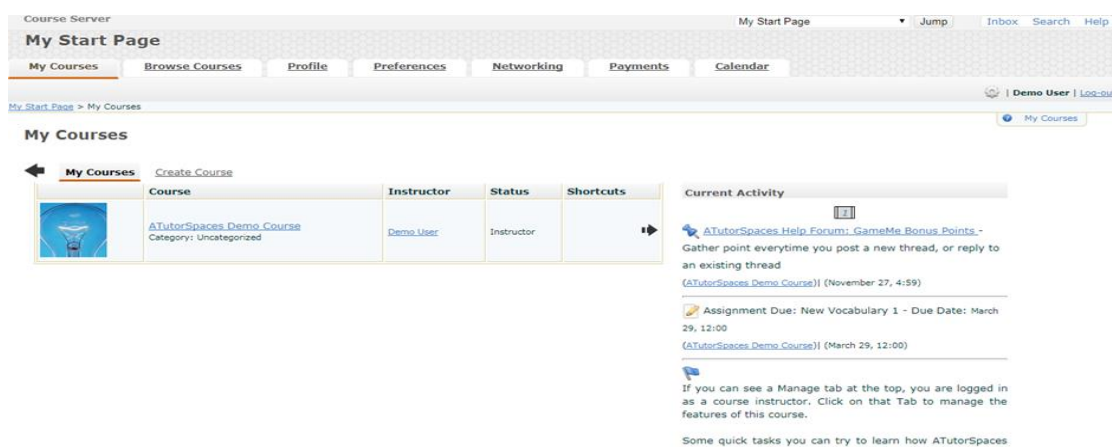 Course Server
My Start Page Jump Inbox Search Help
My Start Page
My Courses Browse Courses Profile Preferences Networking Payments Calendar
| Demo User | Log-ou
My Start Page > My Courses
My Courses
My Courses
My Courses Create Course
Course Instructor Status Shortcuts
ATutorSpaces Demo Course
Category: Uncategorized
Demo User
Instructor
Current Activity
1
ATutorSpaces Help Forum: GameMe Bonus Points -
Gather point everytime you post a new thread, or reply to
an existing thread
(ATutorSpaces Demo Course)| (November 27, 4:59)
Assignment Due: New Vocabulary 1 - Due Date: March
29, 12:00
(ATutorSpaces Demo Course)| (March 29, 12:00)
If you can see a Manage tab at the top, you are logged in
as a course instructor. Click on that Tab to manage the
features of this course.
Some quick tasks you can try to learn how ATutorSpaces